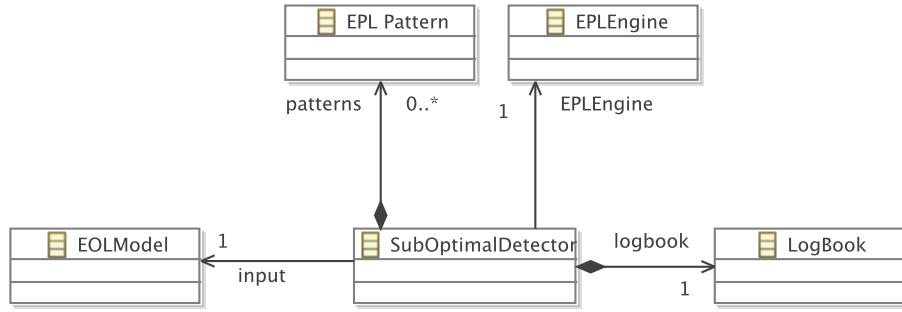 EPL Pattern
EPLEngine
patterns
0..*
1
EPLEngine
EOLModel
1
input
SubOptimalDetector
logbook
1
LogBook